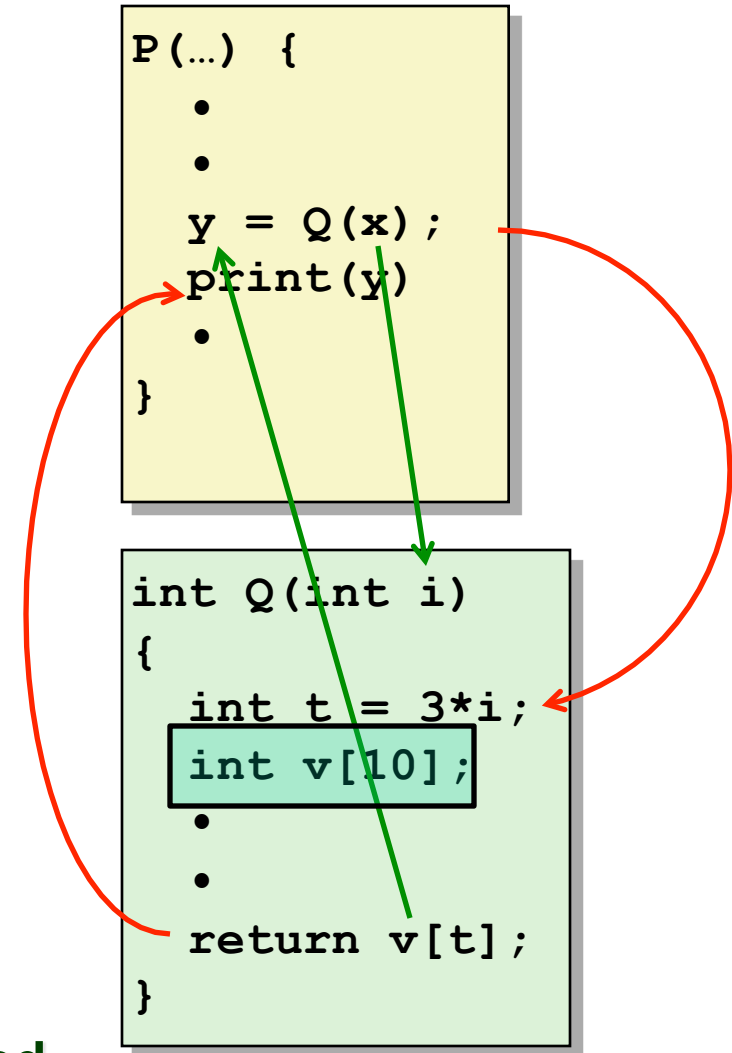 P(…) {
•
•
y = Q(x);
print(y)
•
}
int Q(int i)
{
int t = 3*i;
int v[10];
•
•
return v[t];
}